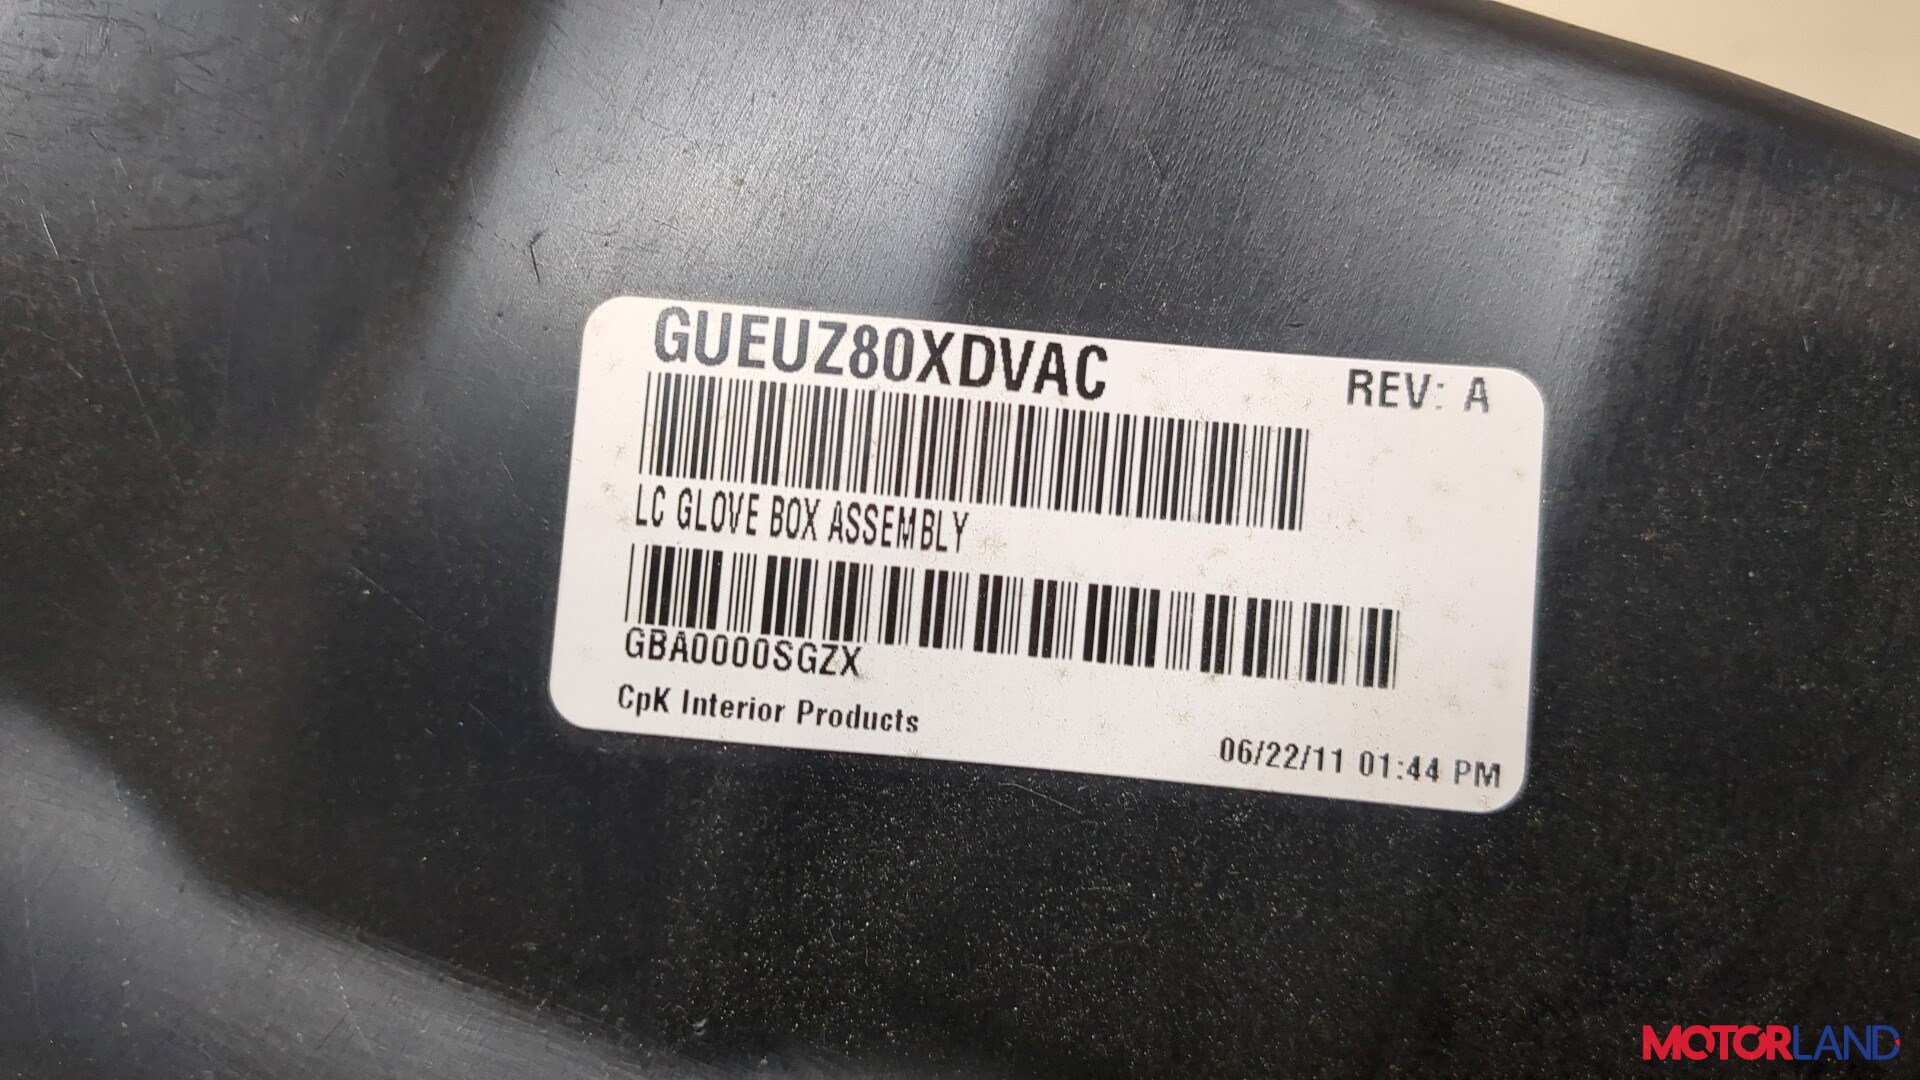 GUEUZ80XDVAC
REV: A
LC GLOVE BOX ASSEMBLY
GBA0000SGZX
CpK Interior Products
06/22/11 01:44 PM
MOTORLAND